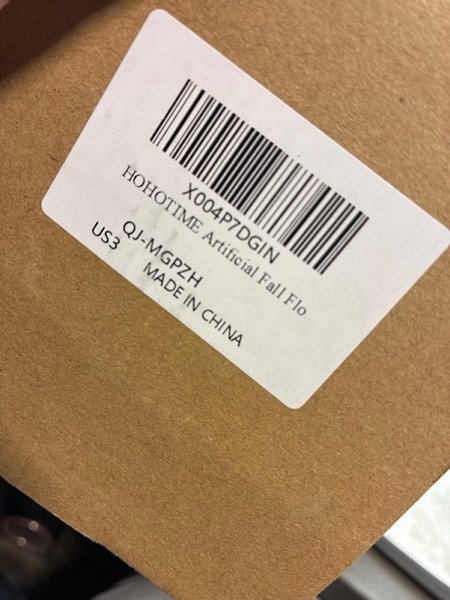 X004P7DGIN
HOHOTIME Artificial Fall Flo
QJ-MGPZH
US3 MADE IN CHINA